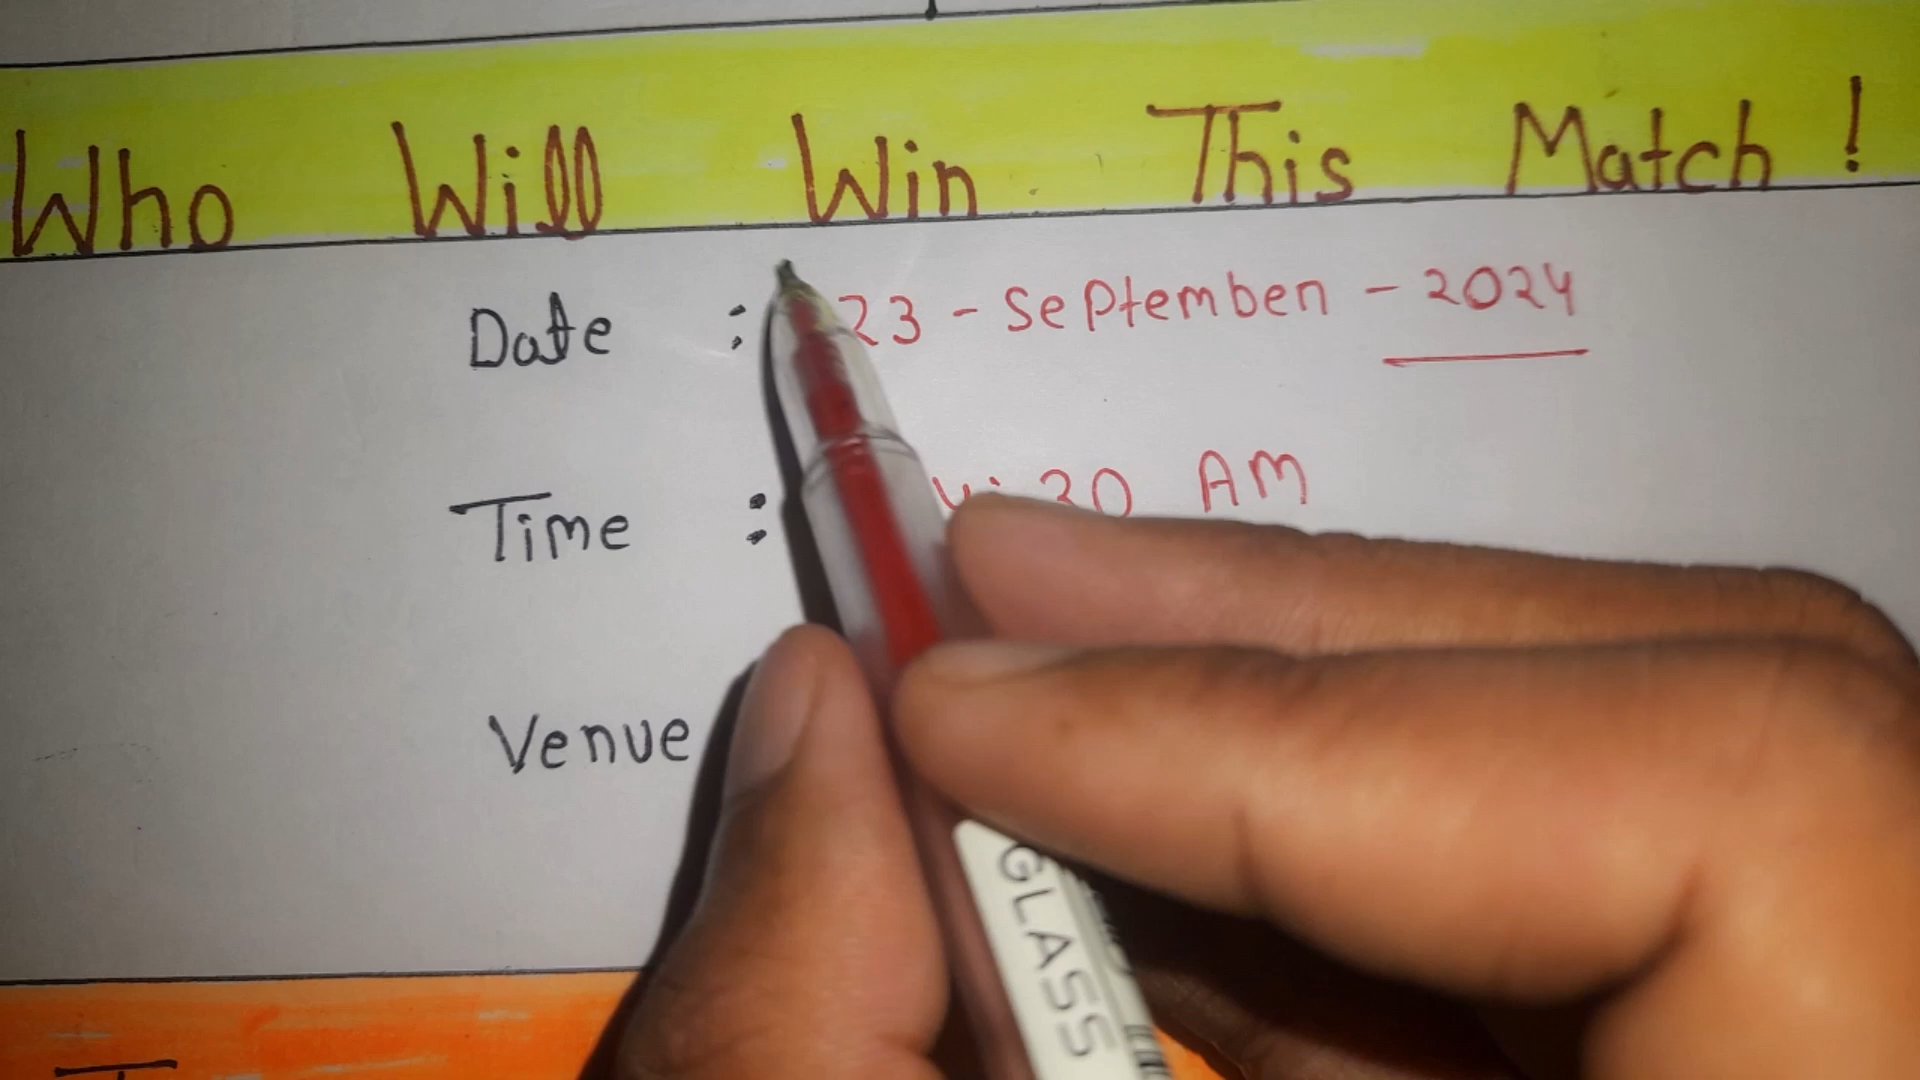 Who Will Win This Match!
Date : 23 - Septemben - 2024
Time : 30 AM
Venue
GLASS